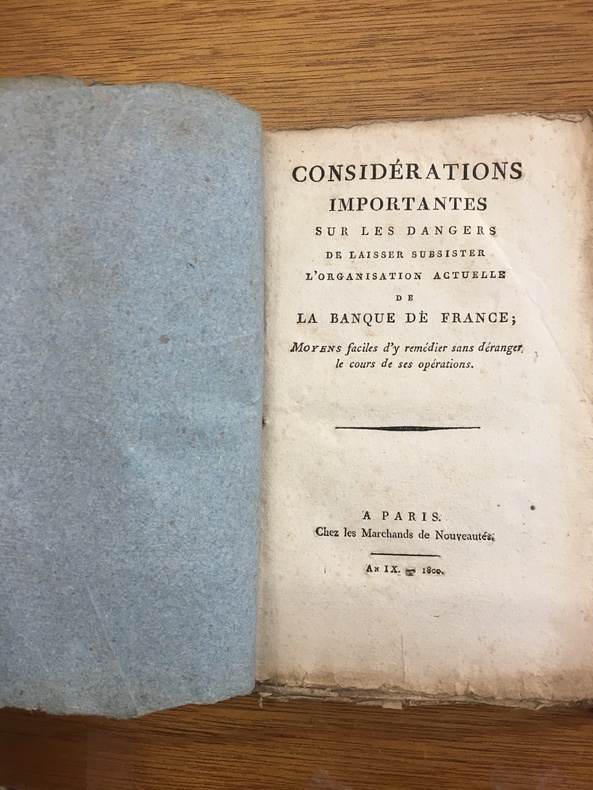 CONSIDÉRATIONS
IMPORTANTES
SUR LES DANGERS
DE LAISSER SUBSISTER
L'ORGANISATION ACTUELLE
DE
LA BANQUE DE FRANCE;
MOYENS faciles d'y remédier sans déranger
le cours de ses opérations.
A PARIS.
Chez les Marchands de Nouveautés.
AN IX. — 1800.